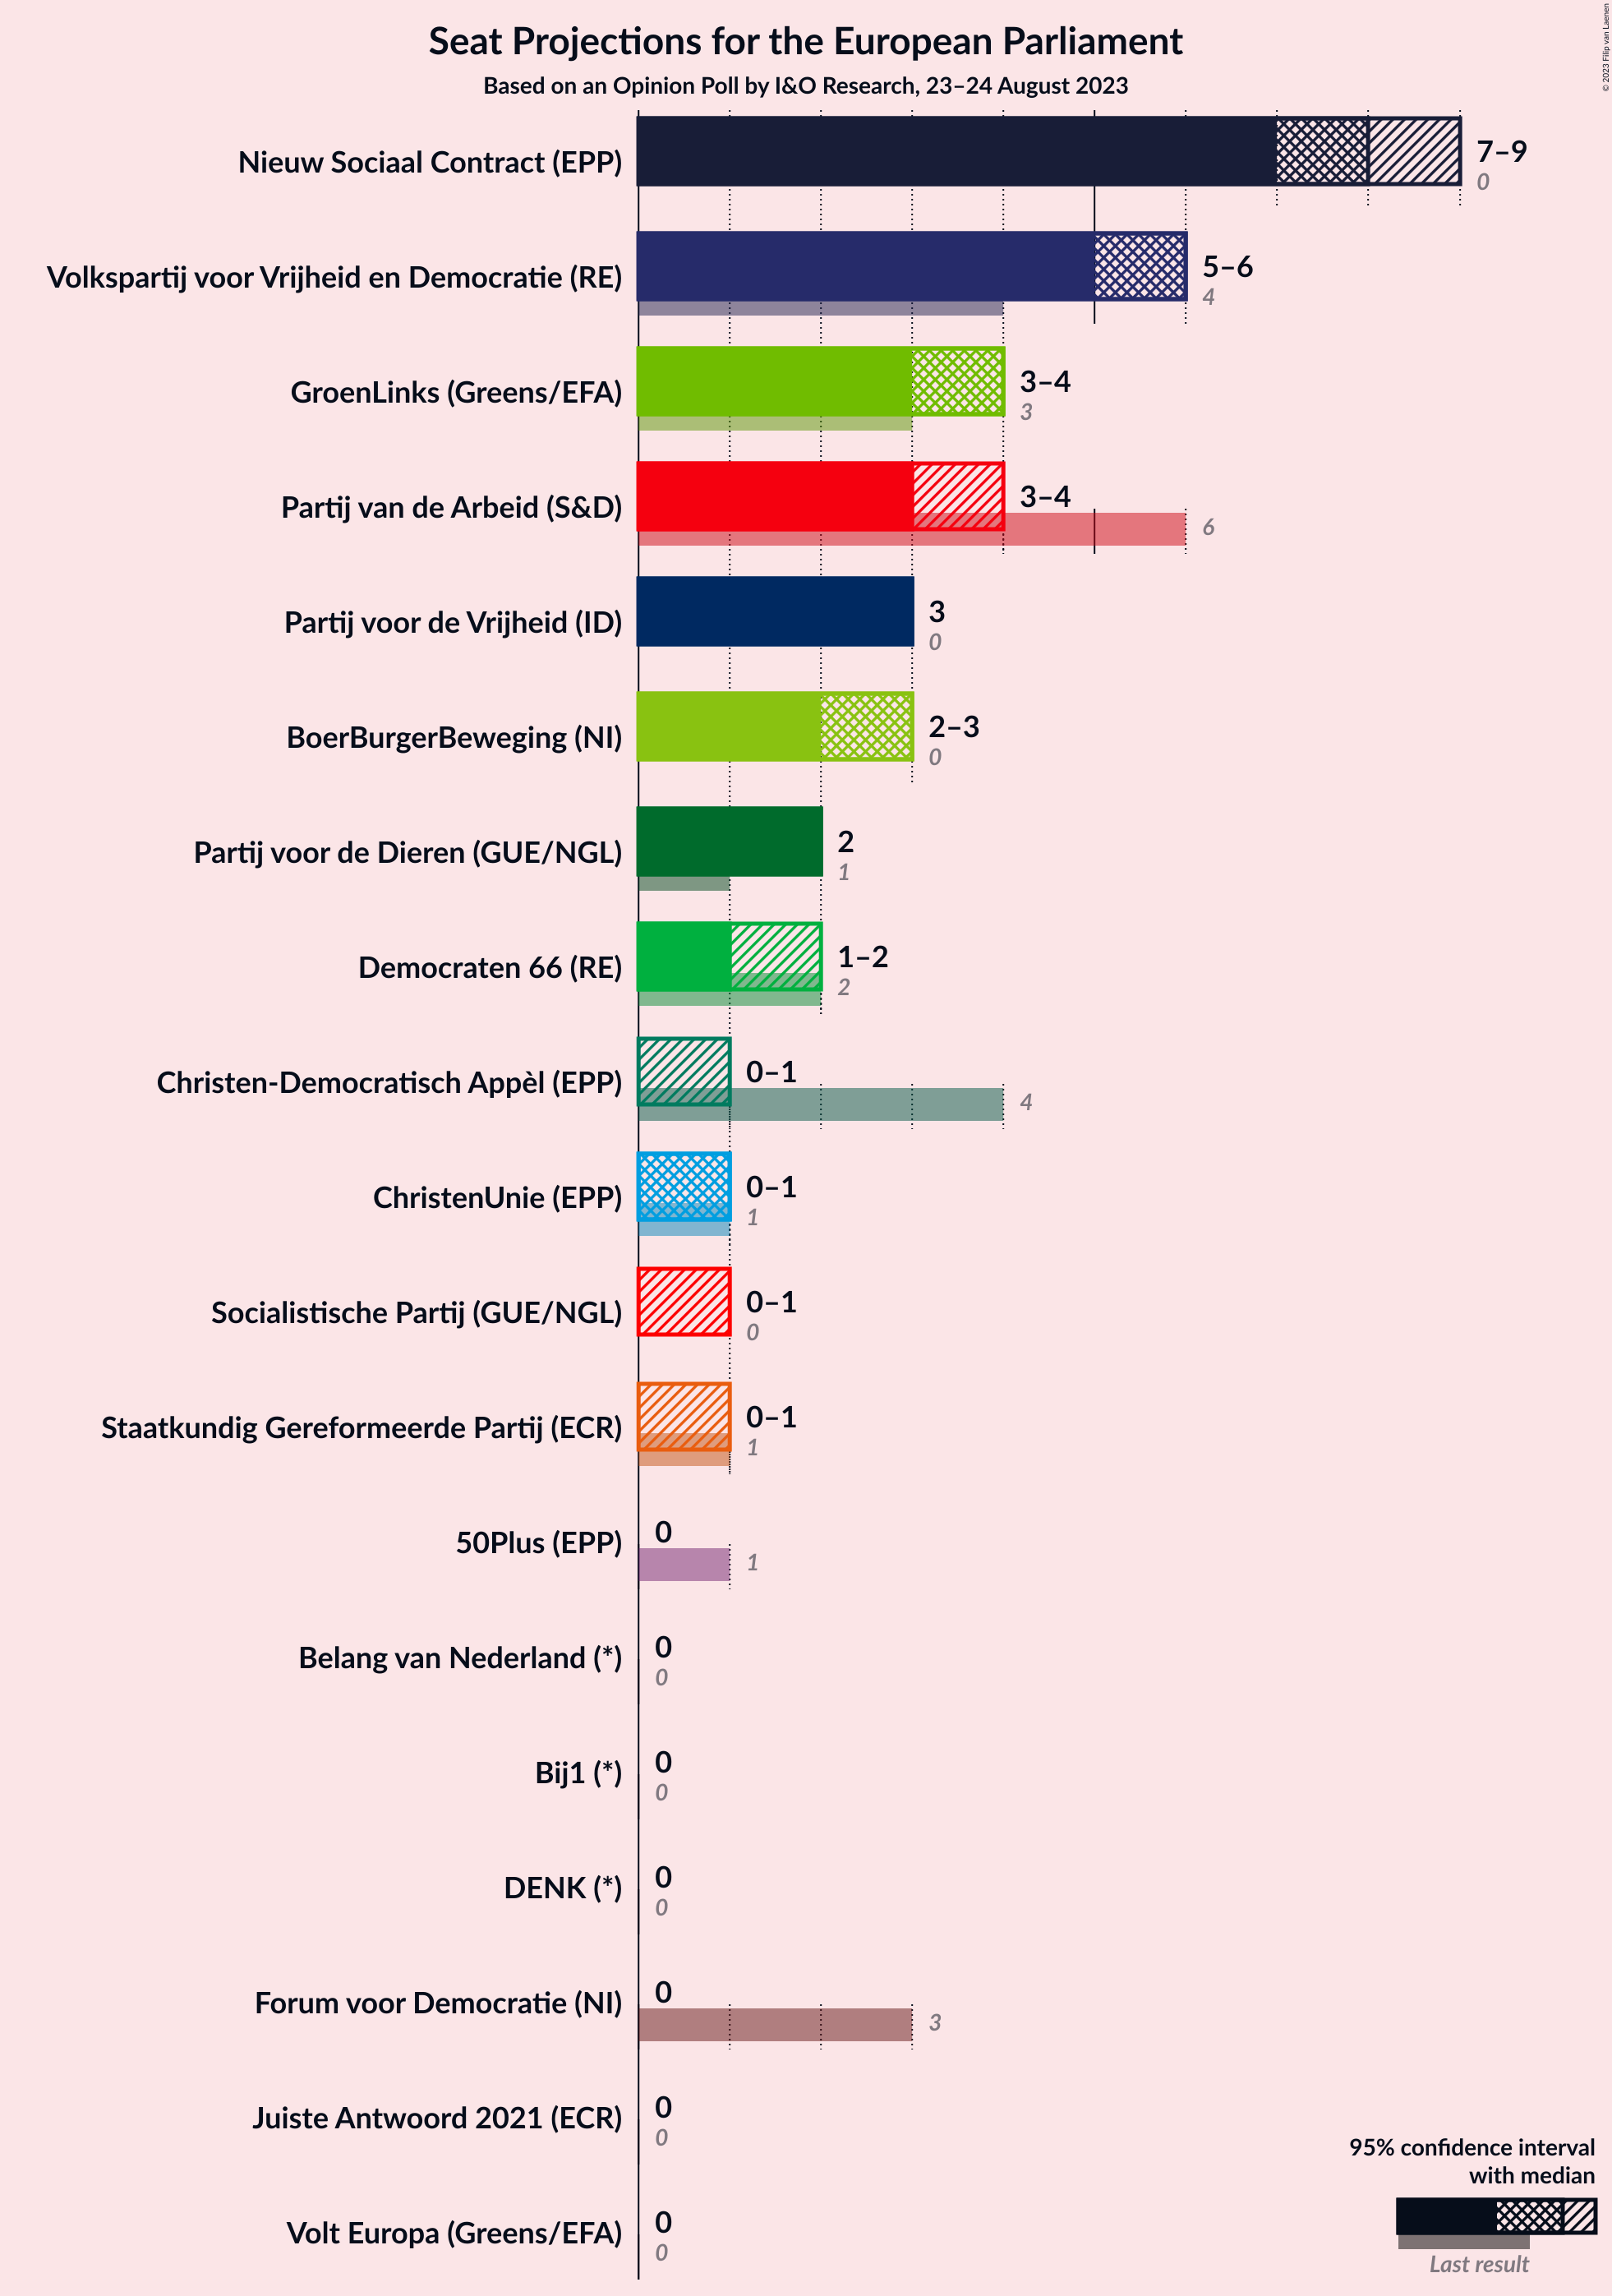 Seat Projections for the European Parliament
Based on an Opinion Poll by I&O Research, 23–24 August 2023
© 2023 Filip van Laenen
Nieuw Sociaal Contract (EPP)
7–9
0
Volkspartij voor Vrijheid en Democratie (RE)
5–6
4
GroenLinks (Greens/EFA)
3–4
3
Partij van de Arbeid (S&D)
3–4
6
Partij voor de Vrijheid (ID)
3
0
BoerBurgerBeweging (NI)
2–3
0
Partij voor de Dieren (GUE/NGL)
2
1
Democraten 66 (RE)
1–2
2
Christen-Democratisch Appèl (EPP)
0–1
4
ChristenUnie (EPP)
0–1
1
Socialistische Partij (GUE/NGL)
0–1
0
Staatkundig Gereformeerde Partij (ECR)
0–1
1
50Plus (EPP)
0
1
Belang van Nederland (*)
0
0
Bij1 (*)
0
0
DENK (*)
0
0
Forum voor Democratie (NI)
0
3
Juiste Antwoord 2021 (ECR)
0
0
Volt Europa (Greens/EFA)
0
0
95% confidence interval
with median
Last result